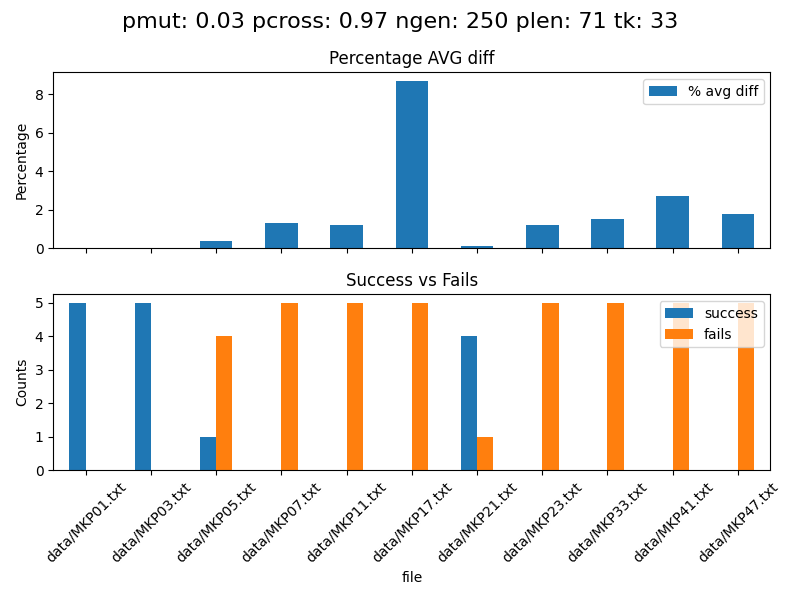 pmut: 0.03 pcross: 0.97 ngen: 250 plen: 71 tk: 33
Percentage AVG diff
% avg diff
Percentage
8
6
4
2
0
Success vs Fails
success
fails
Counts
5
4
3
2
1
0
data/MKP01.txt
data/MKP03.txt
data/MKP05.txt
data/MKP07.txt
data/MKP11.txt
data/MKP17.txt
data/MKP21.txt
data/MKP23.txt
data/MKP33.txt
data/MKP41.txt
data/MKP47.txt
file